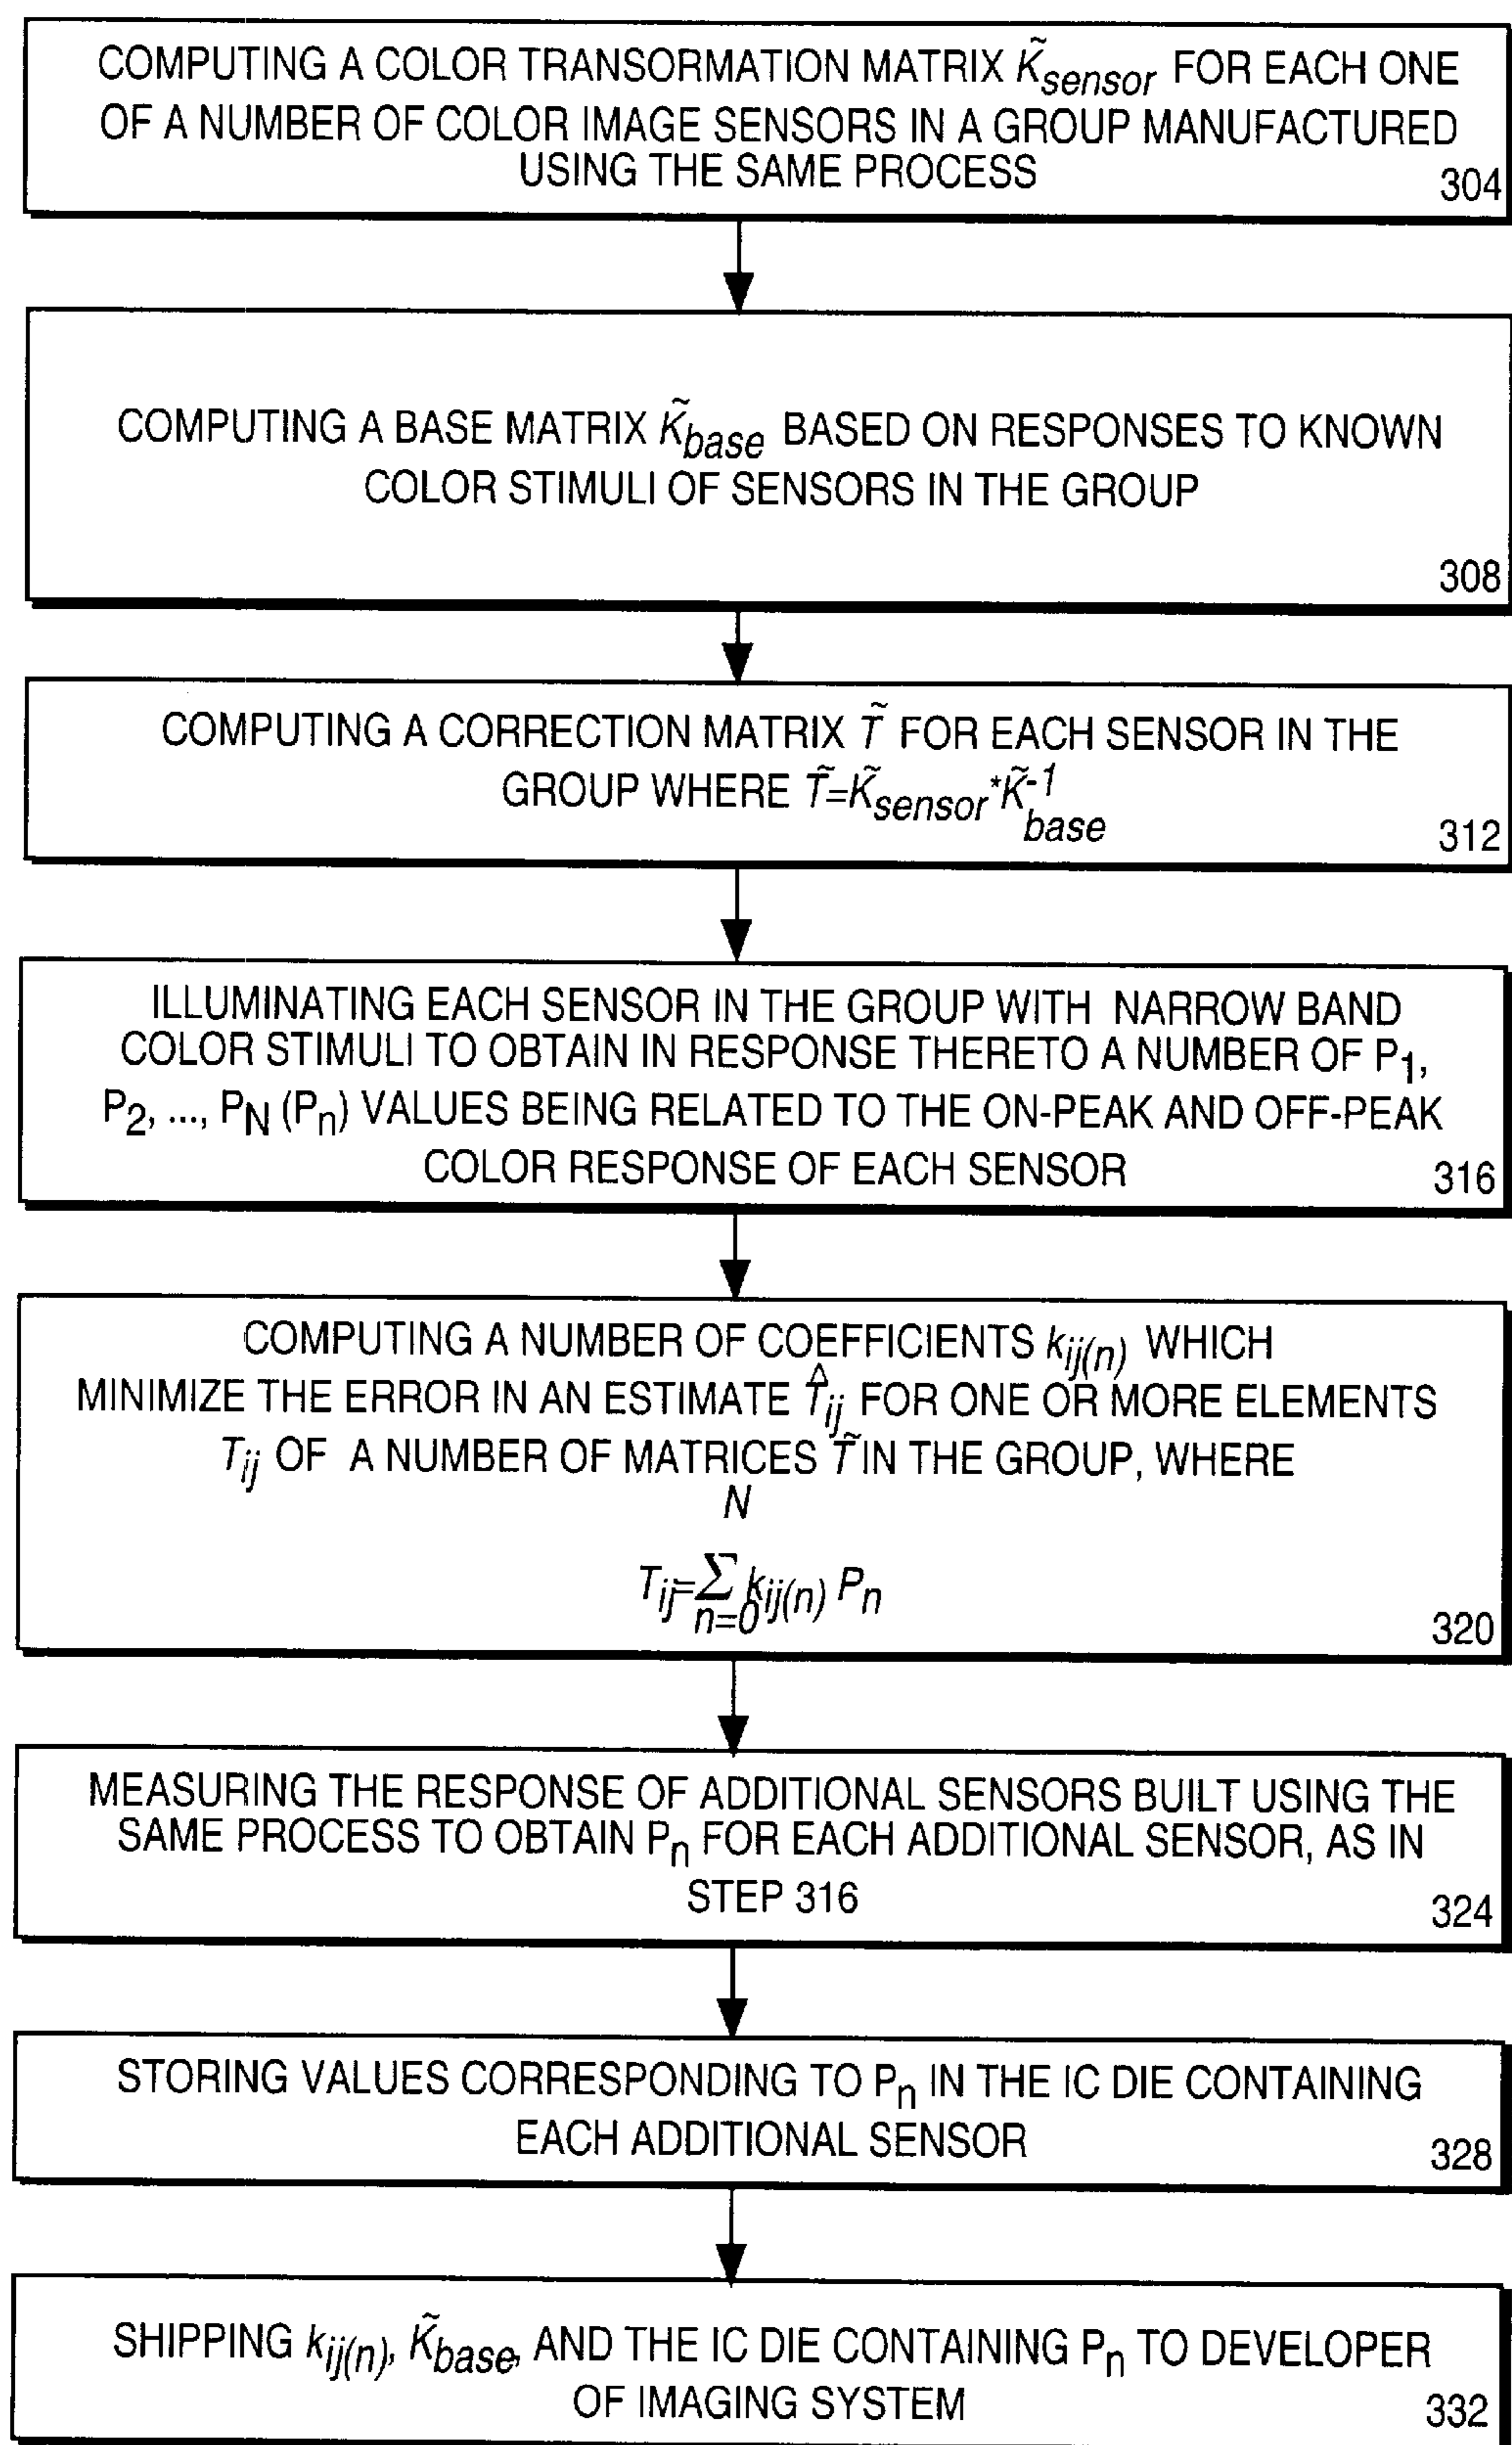 COMPUTING A COLOR TRANSORMATION MATRIX K̃sensor FOR EACH ONE
OF A NUMBER OF COLOR IMAGE SENSORS IN A GROUP MANUFACTURED
USING THE SAME PROCESS
304
COMPUTING A BASE MATRIX K̃base BASED ON RESPONSES TO KNOWN
COLOR STIMULI OF SENSORS IN THE GROUP
308
COMPUTING A CORRECTION MATRIX T̃ FOR EACH SENSOR IN THE
GROUP WHERE T̃=K̃sensor*K̃-1base
312
ILLUMINATING EACH SENSOR IN THE GROUP WITH NARROW BAND
COLOR STIMULI TO OBTAIN IN RESPONSE THERETO A NUMBER OF P1,
P2, ..., PN (Pn) VALUES BEING RELATED TO THE ON-PEAK AND OFF-PEAK
COLOR RESPONSE OF EACH SENSOR
316
COMPUTING A NUMBER OF COEFFICIENTS kij(n) WHICH
MINIMIZE THE ERROR IN AN ESTIMATE T̂ij FOR ONE OR MORE ELEMENTS
Tij OF A NUMBER OF MATRICES T̃ IN THE GROUP, WHERE
N
Tij=Σ kij(n) Pn
n=0
320
MEASURING THE RESPONSE OF ADDITIONAL SENSORS BUILT USING THE
SAME PROCESS TO OBTAIN Pn FOR EACH ADDITIONAL SENSOR, AS IN
STEP 316
324
STORING VALUES CORRESPONDING TO Pn IN THE IC DIE CONTAINING
EACH ADDITIONAL SENSOR
328
SHIPPING kij(n), K̃base, AND THE IC DIE CONTAINING Pn TO DEVELOPER
OF IMAGING SYSTEM
332